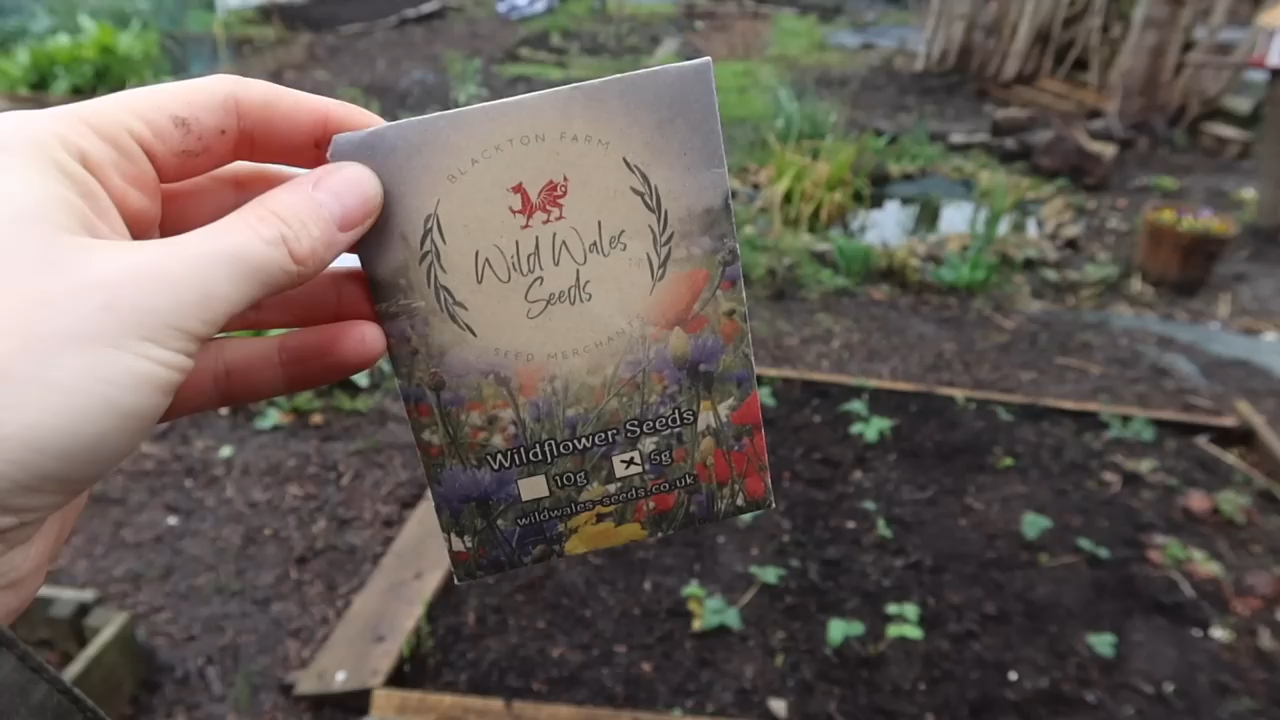 BLACKTON FARM
Wild Wales
Seeds
SEED MERCHANTS
Wildflower Seeds
10g 5g
wildwales-seeds.co.uk